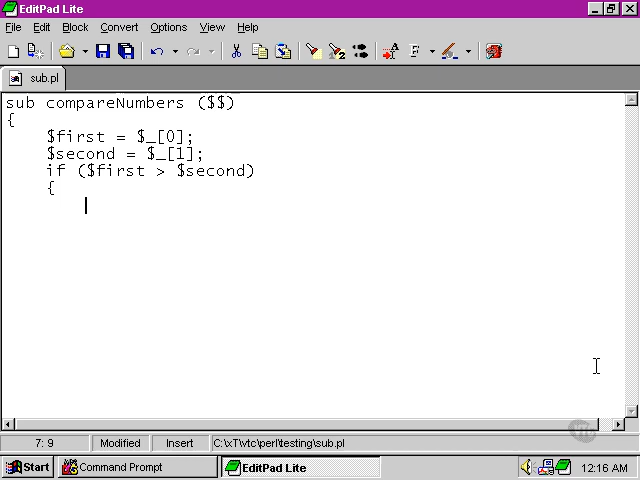 EditPad Lite
File Edit Block Convert Options View Help
sub.pl
sub compareNumbers ($$)
{
$first = $_[0];
$second = $_[1];
if ($first > $second)
{
7: 9 Modified Insert C:\xT\vtc\perl\testing\sub.pl
Start Command Prompt EditPad Lite 12:16 AM